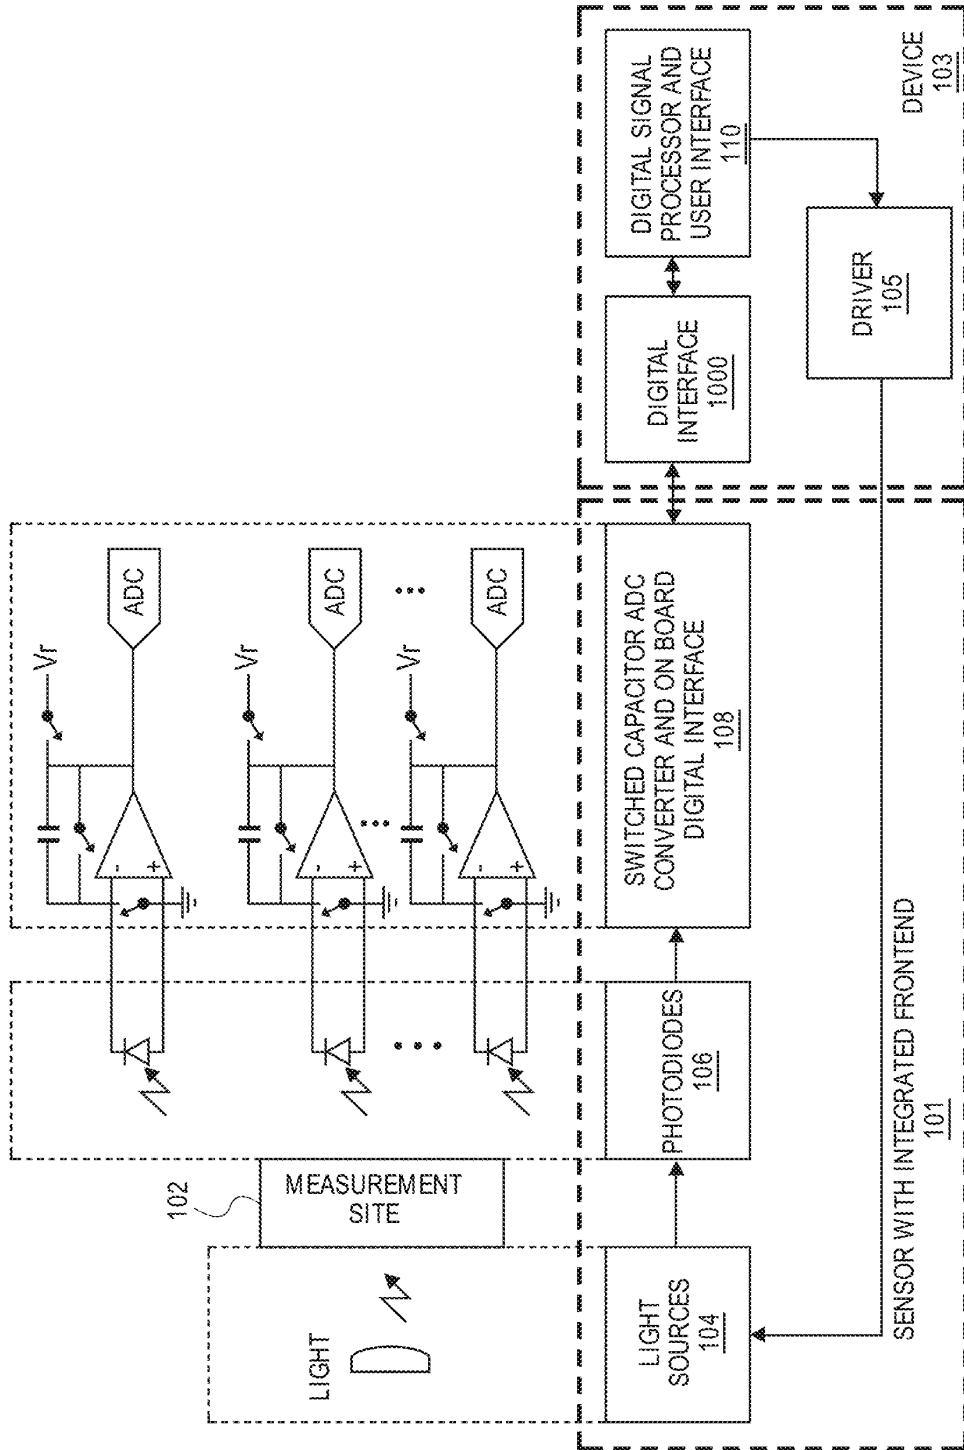 LIGHT
102
MEASUREMENT
SITE
-
+
Vr
ADC
-
+
Vr
ADC
-
+
Vr
ADC
LIGHT
SOURCES
104
PHOTODIODES
106
SWITCHED CAPACITOR ADC
CONVERTER AND ON BOARD
DIGITAL INTERFACE
108
DIGITAL
INTERFACE
1000
DIGITAL SIGNAL
PROCESSOR AND
USER INTERFACE
110
DRIVER
105
SENSOR WITH INTEGRATED FRONTEND
101
DEVICE
103